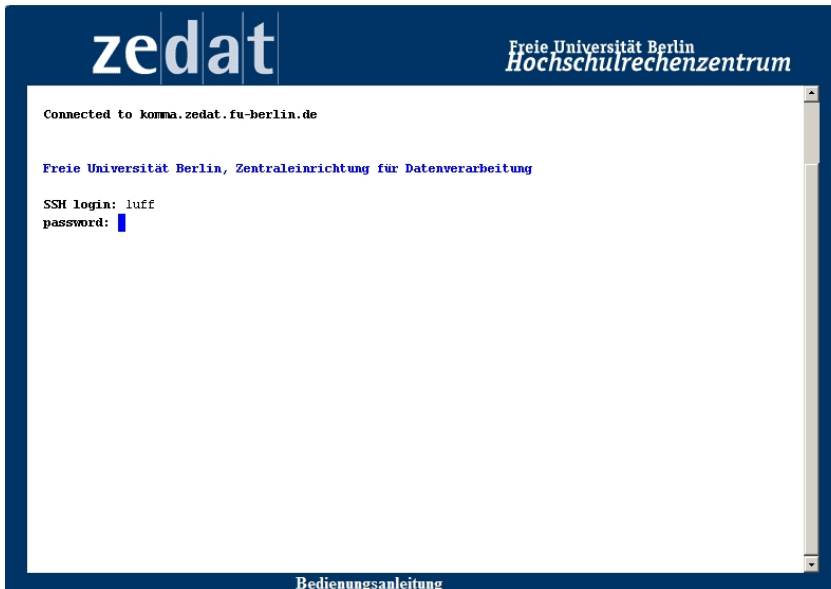 zedat
Freie Universität Berlin
Hochschulrechenzentrum
Connected to komma.zedat.fu-berlin.de
Freie Universität Berlin, Zentraleinrichtung für Datenverarbeitung
SSH login: luff
password:
Bedienungsanleitung